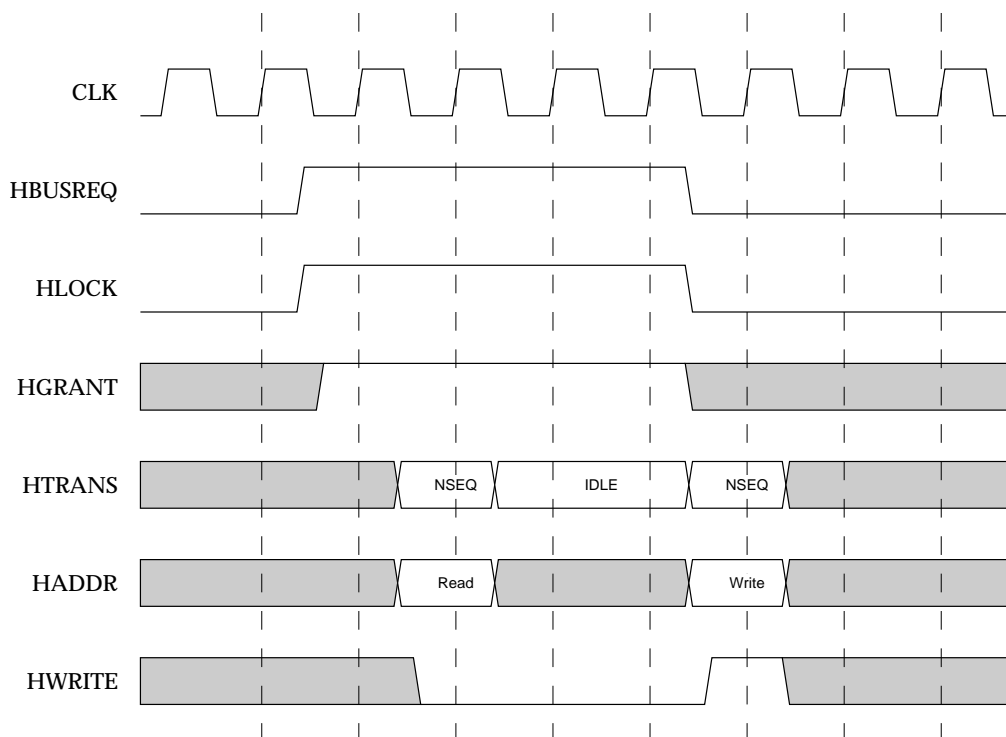 CLK
HBUSREQ
HLOCK
HGRANT
HTRANS NSEQ IDLE NSEQ
HADDR Read Write
HWRITE